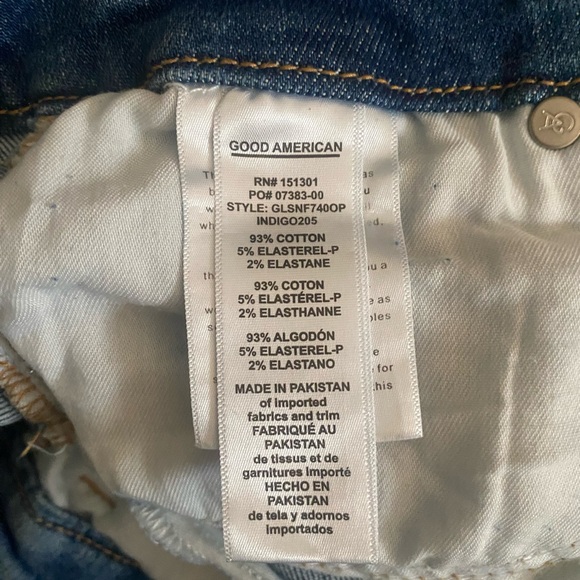 GOOD AMERICAN
RN# 151301
PO# 07383-00
STYLE: GLSNF740OP
INDIGO205
93% COTTON
5% ELASTEREL-P
2% ELASTANE
93% COTON
5% ELASTÉREL-P
2% ELASTHANNE
93% ALGODÓN
5% ELASTEREL-P
2% ELASTANO
MADE IN PAKISTAN
of imported
fabrics and trim
FABRIQUÉ AU
PAKISTAN
de tissus et de
garnitures Importé
HECHO EN
PAKISTAN
de tela y adornos
Importados